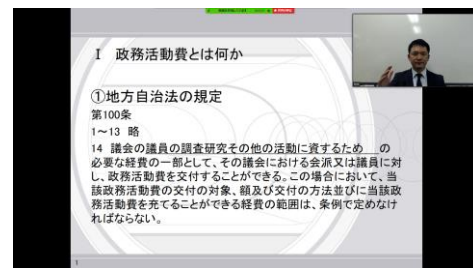 Ⅰ 政務活動費とは何か
①地方自治法の規定
第100条
1～13 略
14 議会の議員の調査研究その他の活動に資するため の
必要な経費の一部として、その議会における会派又は議員に対
し、政務活動費を交付することができる。この場合において、当
該政務活動費の交付の対象、額及び交付の方法並びに当該政
務活動費を充てることができる経費の範囲は、条例で定めなけ
ればならない。
1